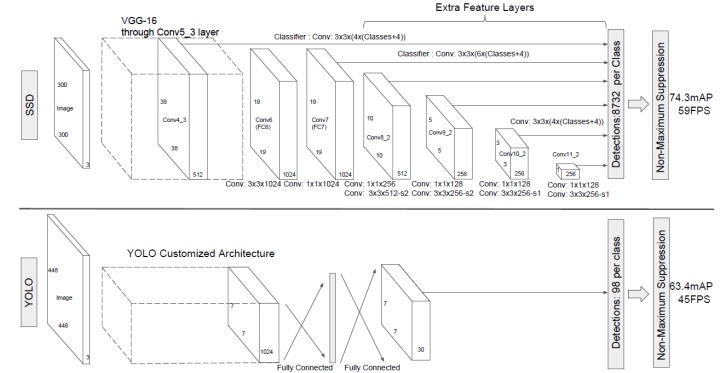 Extra Feature Layers
VGG-16
through Conv5_3 layer
Classifier : Conv: 3x3x(4x(Classes+4))
Classifier : Conv: 3x3x(6x(Classes+4))
SSD
300
Image
300
3
38
Conv4_3
38
512
19
Conv6
(FC6)
19
1024
19
Conv7
(FC7)
19
1024
10
Conv8_2
10
512
5
Conv9_2
5
256
Conv: 3x3x(4x(Classes+4))
3
Conv10_2
3
256
Conv11_2
1
256
Conv: 3x3x1024
Conv: 1x1x1024
Conv: 1x1x256
Conv: 3x3x512-s2
Conv: 1x1x128
Conv: 3x3x256-s2
Conv: 1x1x128
Conv: 3x3x256-s1
Conv: 1x1x128
Conv: 3x3x256-s1
Detections:8732 per Class
Non-Maximum Suppression
74.3mAP
59FPS
YOLO
448
Image
448
3
YOLO Customized Architecture
7
7
1024
Fully Connected
Fully Connected
7
7
30
Detections: 98 per class
Non-Maximum Suppression
63.4mAP
45FPS